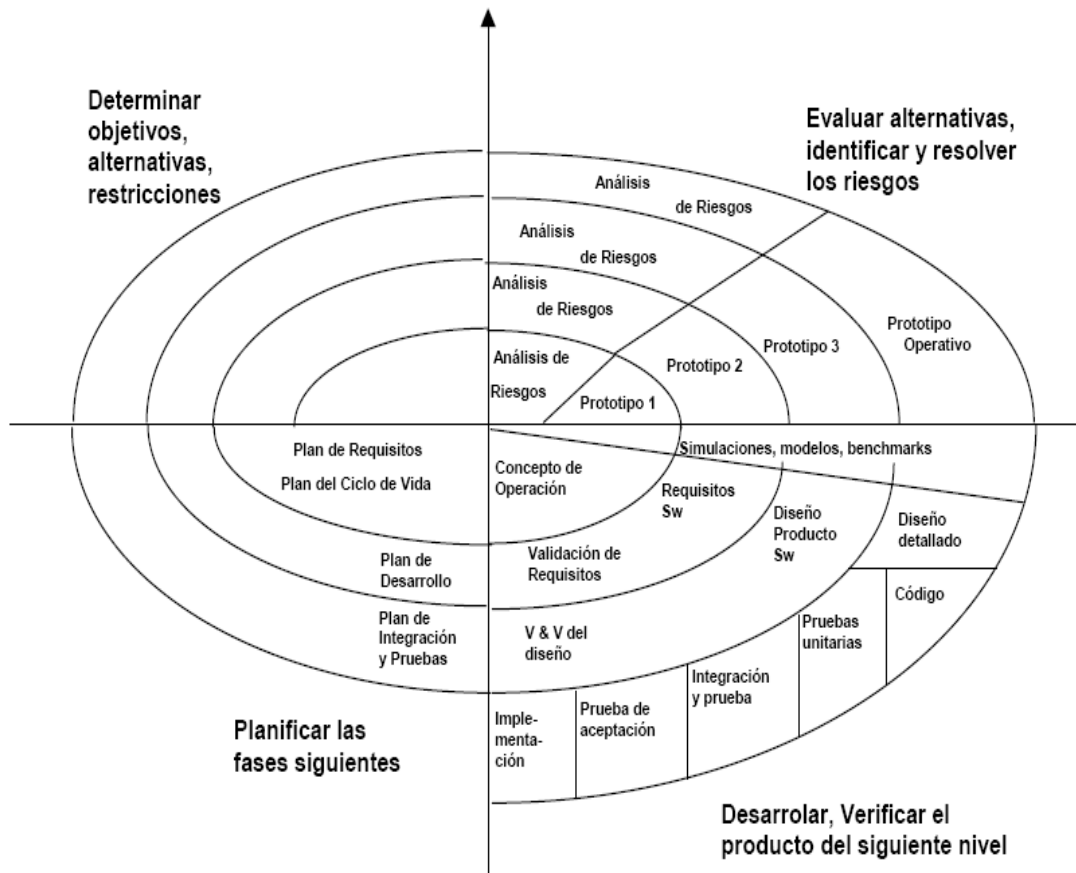 Determinar
objetivos,
alternativas,
restricciones
Evaluar alternativas,
identificar y resolver
los riesgos
Análisis
de Riesgos
Análisis
de Riesgos
Análisis
de Riesgos
Análisis de
Riesgos
Prototipo 1
Prototipo 2
Prototipo 3
Prototipo
Operativo
Simulaciones, modelos, benchmarks
Plan de Requisitos
Plan del Ciclo de Vida
Concepto de
Operación
Requisitos
Sw
Diseño
Producto
Sw
Diseño
detallado
Plan de
Desarrollo
Validación de
Requisitos
Código
Plan de
Integración
y Pruebas
V & V del
diseño
Pruebas
unitarias
Integración
y prueba
Prueba de
aceptación
Imple-
menta-
ción
Planificar las
fases siguientes
Desarrolar, Verificar el
producto del siguiente nivel